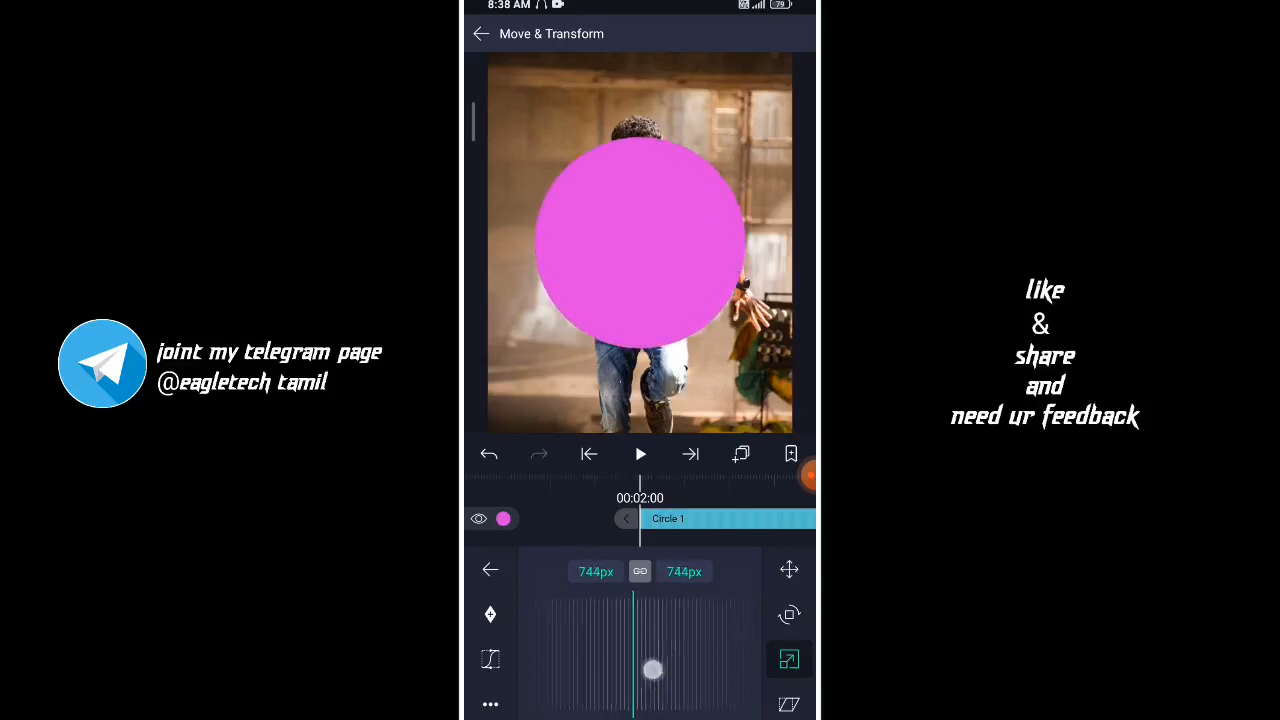 8:38 AM
79
Move & Transform
joint my telegram page
@eagletech tamil
like
&
share
and
need ur feedback
00:02:00
Circle 1
744px
744px